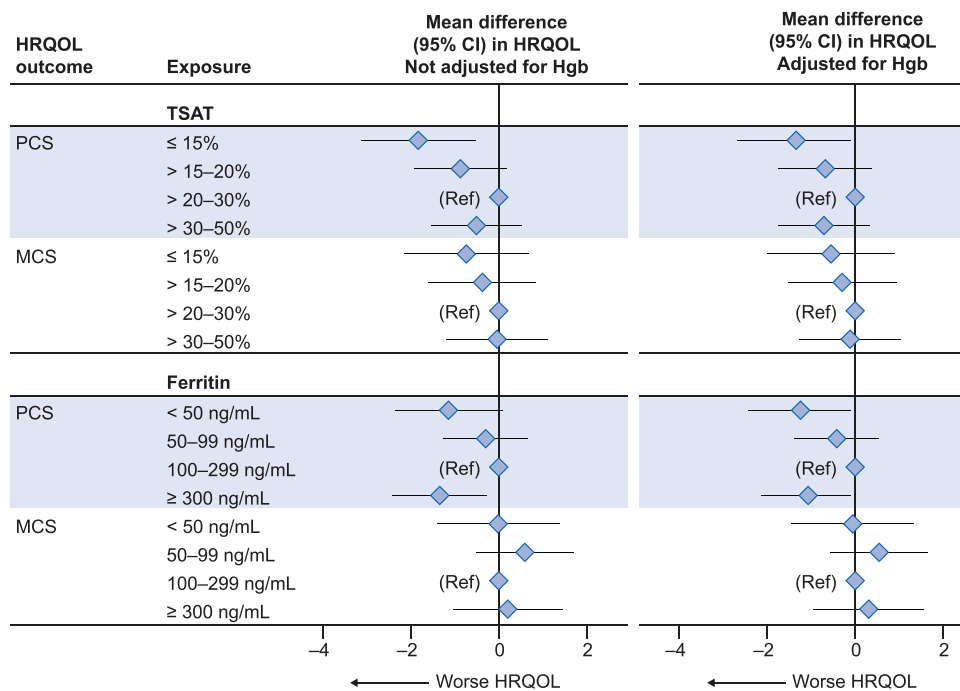 HRQOL outcome
Exposure
Mean difference
(95% CI) in HRQOL
Not adjusted for Hgb
Mean difference
(95% CI) in HRQOL
Adjusted for Hgb
TSAT
PCS ≤ 15%
> 15–20%
> 20–30% (Ref) (Ref)
> 30–50%
MCS ≤ 15%
> 15–20%
> 20–30% (Ref) (Ref)
> 30–50%
Ferritin
PCS < 50 ng/mL
50–99 ng/mL
100–299 ng/mL (Ref) (Ref)
≥ 300 ng/mL
MCS < 50 ng/mL
50–99 ng/mL
100–299 ng/mL (Ref) (Ref)
≥ 300 ng/mL
–4 –2 0 2 –4 –2 0 2
Worse HRQOL Worse HRQOL